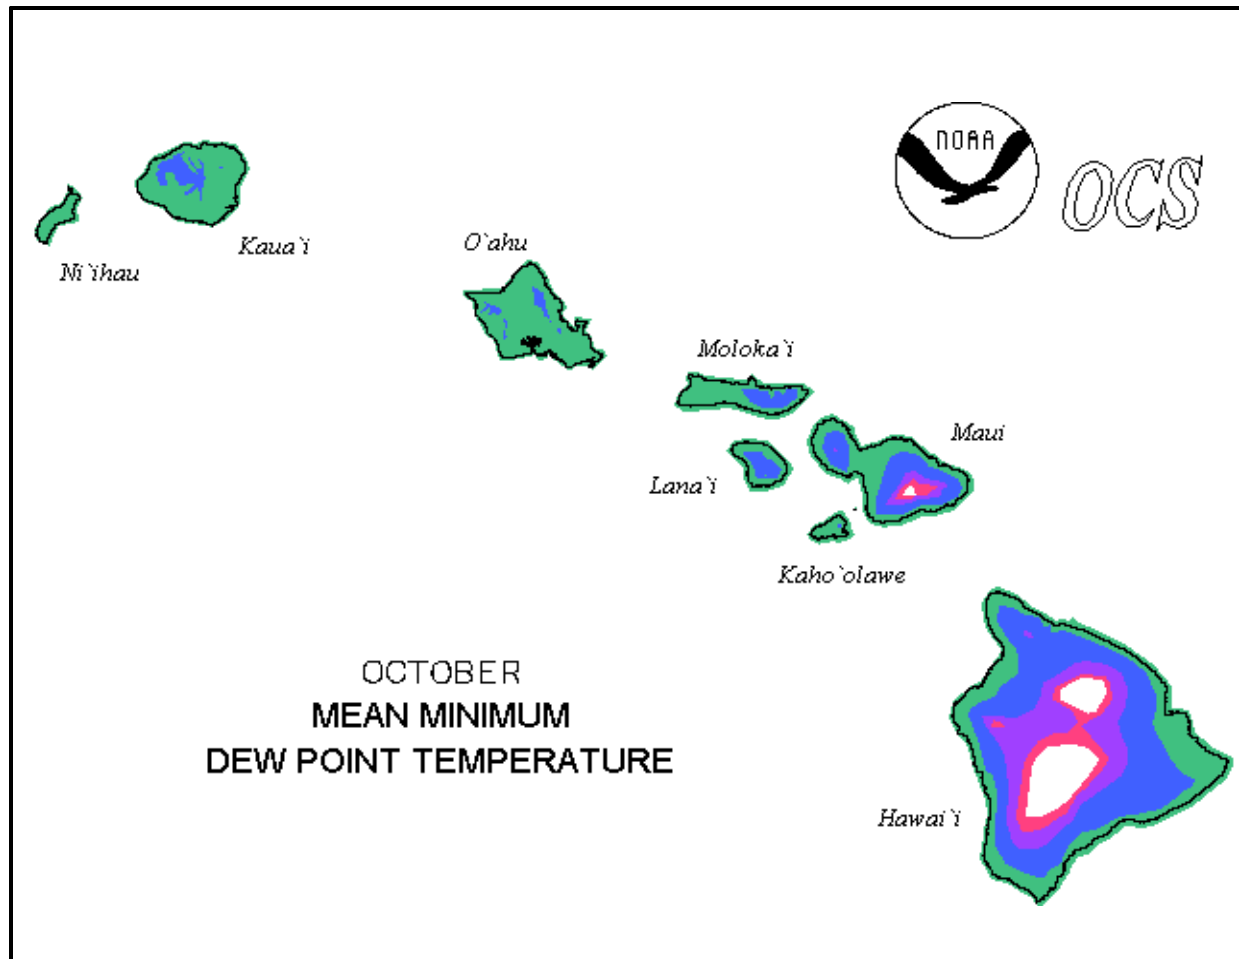 NOAA
OCS
Ni`ihau
Kaua`i
O`ahu
Moloka`i
Maui
Lana`i
Kaho`olawe
Hawai`i
OCTOBER
MEAN MINIMUM
DEW POINT TEMPERATURE